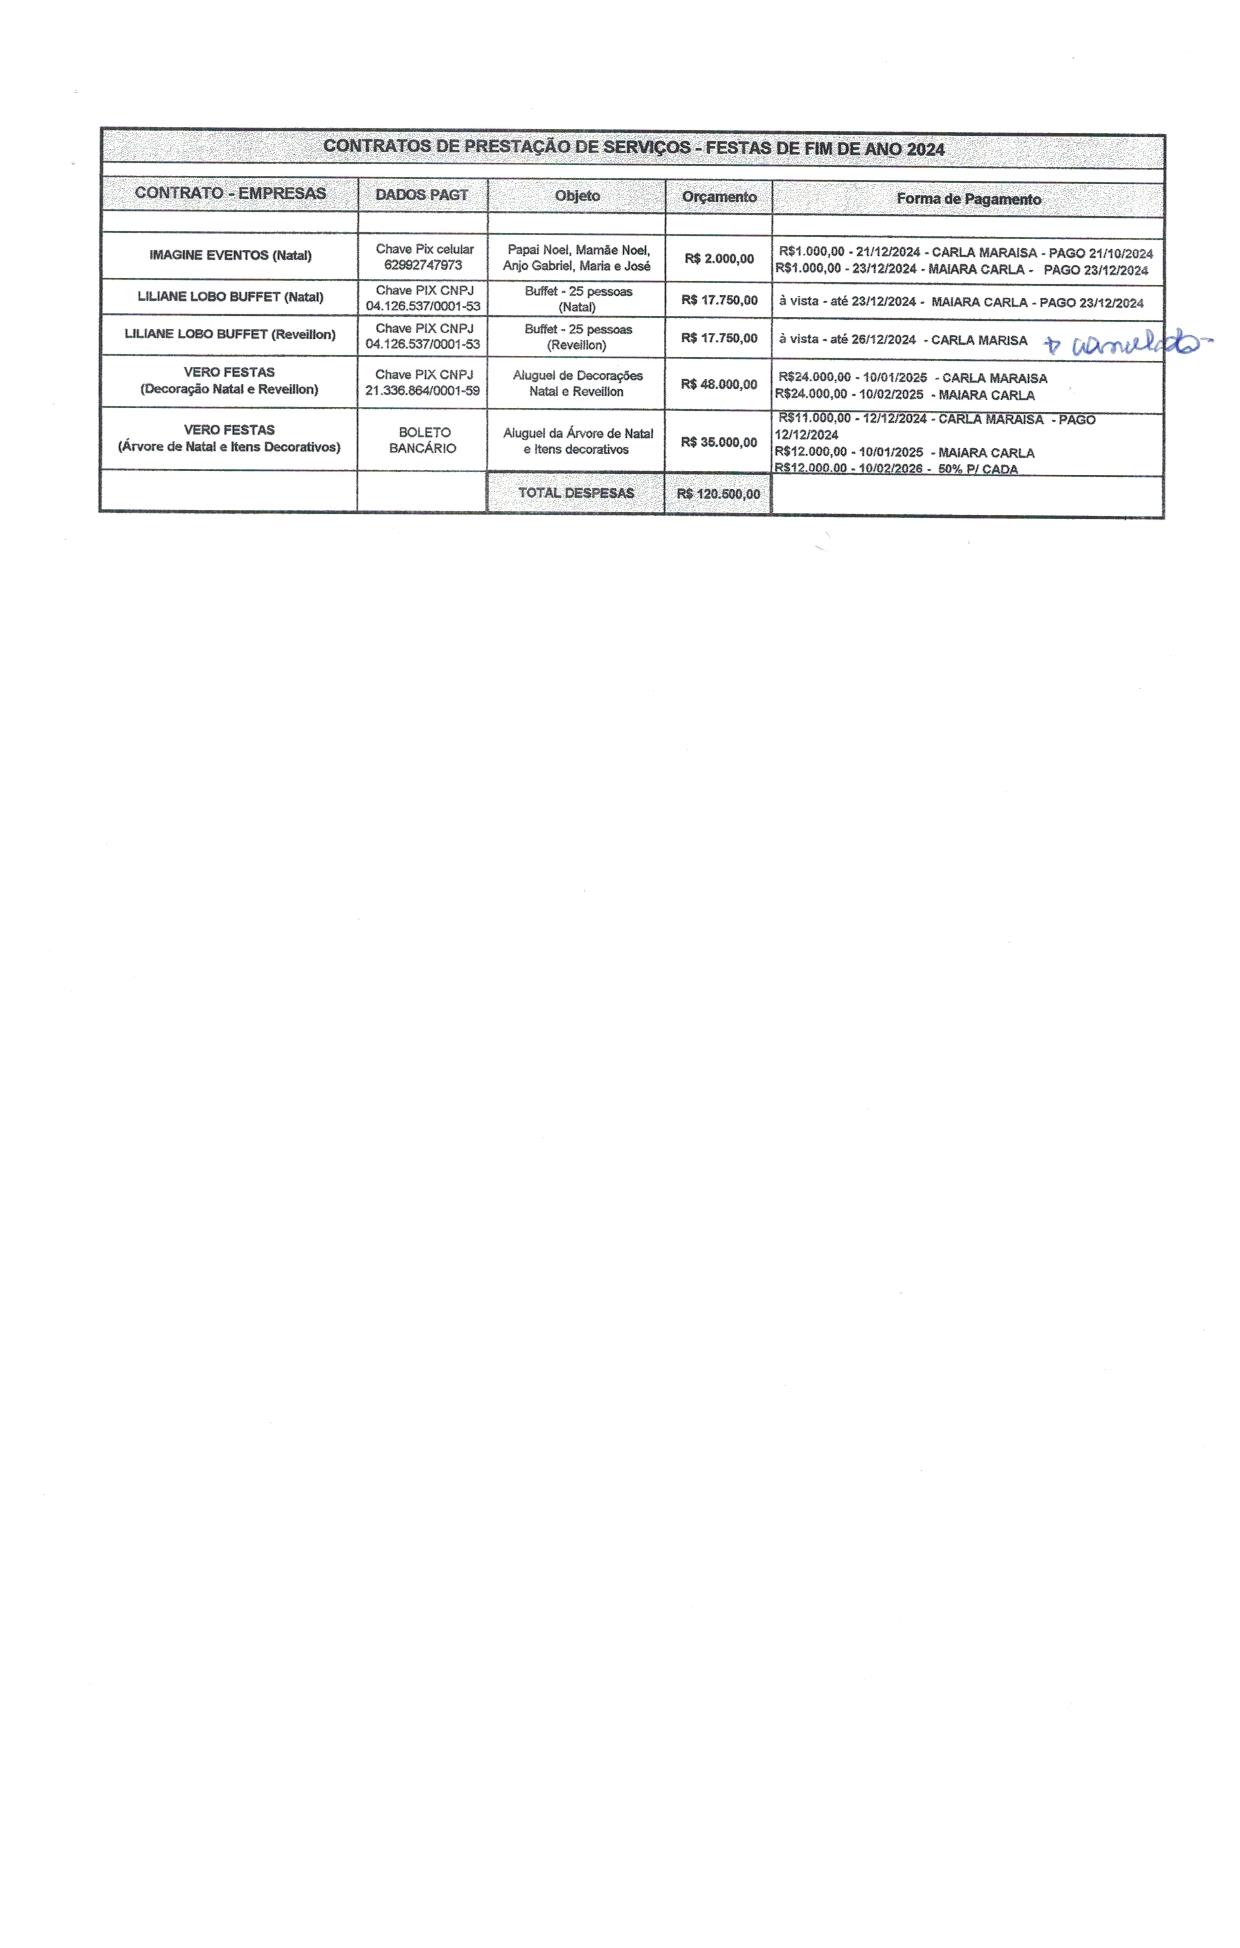 CONTRATOS DE PRESTAÇÃO DE SERVIÇOS - FESTAS DE FIM DE ANO 2024
CONTRATO - EMPRESAS DADOS PAGT Objeto Orçamento Forma de Pagamento
IMAGINE EVENTOS (Natal)
Chave Pix celular
62992747973
Papai Noel, Mamãe Noel,
Anjo Gabriel, Maria e José
R$ 2.000,00
R$1.000,00 - 21/12/2024 - CARLA MARAISA - PAGO 21/10/2024
R$1.000,00 - 23/12/2024 - MAIARA CARLA - PAGO 23/12/2024
LILIANE LOBO BUFFET (Natal)
Chave PIX CNPJ
04.126.537/0001-53
Buffet - 25 pessoas
(Natal)
R$ 17.750,00
à vista - até 23/12/2024 - MAIARA CARLA - PAGO 23/12/2024
LILIANE LOBO BUFFET (Reveillon)
Chave PIX CNPJ
04.126.537/0001-53
Buffet - 25 pessoas
(Reveillon)
R$ 17.750,00
à vista - até 26/12/2024 - CARLA MARISA
VERO FESTAS
(Decoração Natal e Reveillon)
Chave PIX CNPJ
21.336.864/0001-59
Aluguel de Decorações
Natal e Reveillon
R$ 48.000,00
R$24.000,00 - 10/01/2025 - CARLA MARAISA
R$24.000,00 - 10/02/2025 - MAIARA CARLA
VERO FESTAS
(Árvore de Natal e Itens Decorativos)
BOLETO
BANCÁRIO
Aluguel da Árvore de Natal
e Itens decorativos
R$ 35.000,00
R$11.000,00 - 12/12/2024 - CARLA MARAISA - PAGO
12/12/2024
R$12.000,00 - 10/01/2025 - MAIARA CARLA
R$12.000,00 - 10/02/2026 - 50% P/ CADA
TOTAL DESPESAS R$ 120.500,00